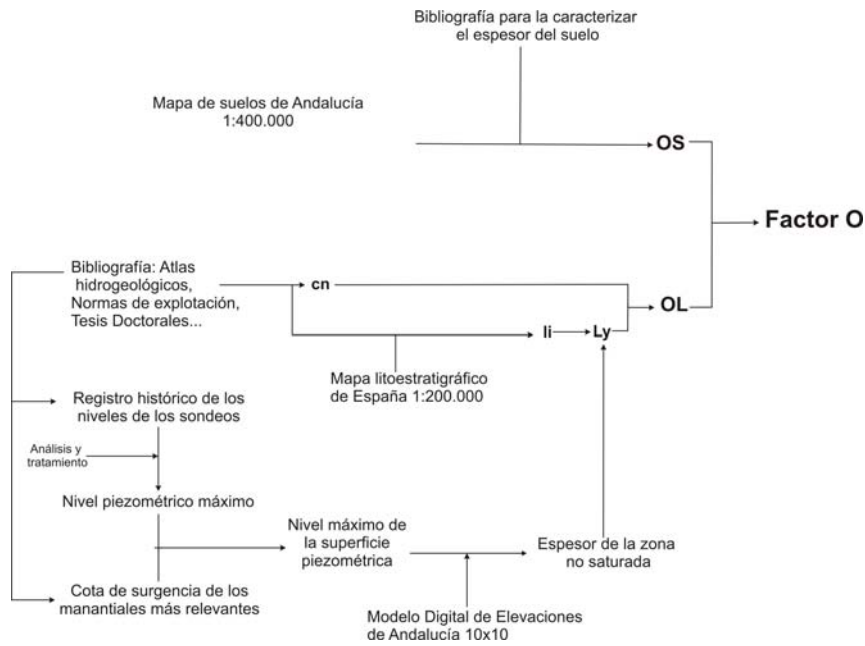 Bibliografía para la caracterizar
el espesor del suelo
Mapa de suelos de Andalucía
1:400.000
OS
Factor O
Bibliografía: Atlas
hidrogeológicos,
Normas de explotación,
Tesis Doctorales...
cn
OL
li
Ly
Mapa litoestratigráfico
de España 1:200.000
Registro histórico de los
niveles de los sondeos
Análisis y
tratamiento
Nivel piezométrico máximo
Nivel máximo de
la superficie
piezométrica
Espesor de la zona
no saturada
Cota de surgencia de los
manantiales más relevantes
Modelo Digital de Elevaciones
de Andalucía 10x10